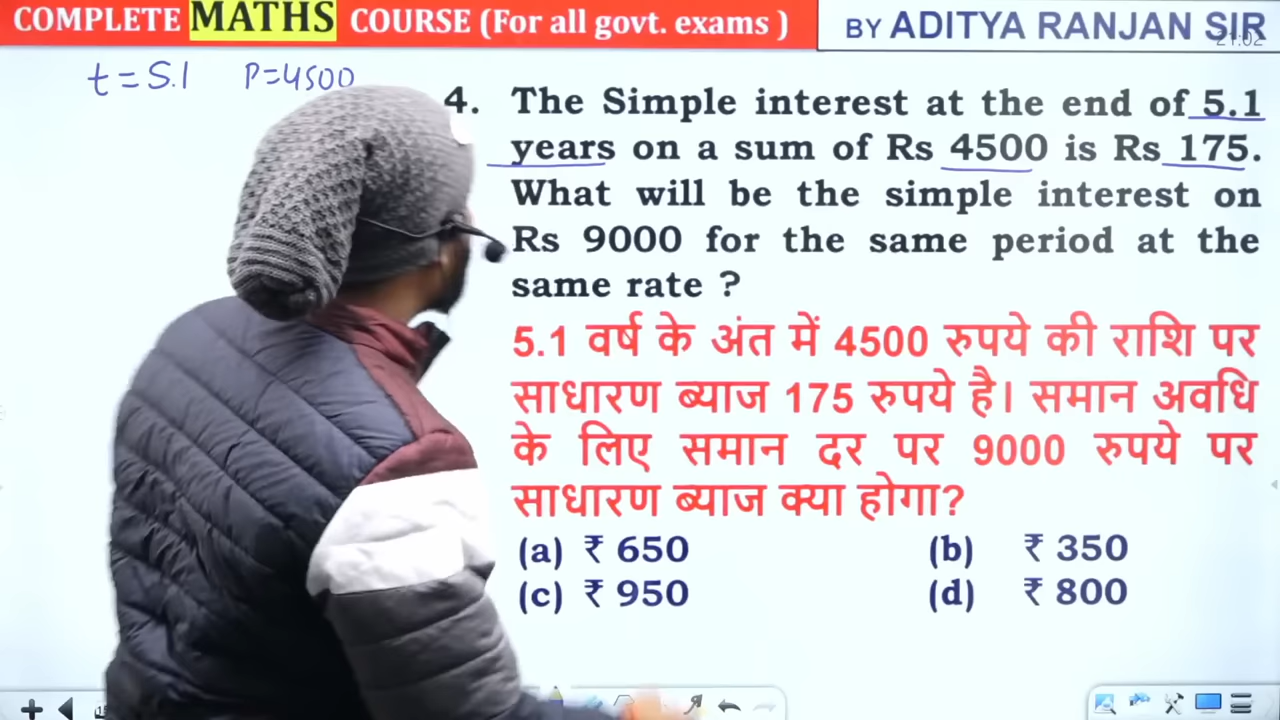 COMPLETE MATHS COURSE (For all govt. exams )
BY ADITYA RANJAN SIR
21:02
t = 5.1 P=4500
4. The Simple interest at the end of 5.1
years on a sum of Rs 4500 is Rs 175.
What will be the simple interest on
Rs 9000 for the same period at the
same rate ?
5.1 वर्ष के अंत में 4500 रुपये की राशि पर
साधारण ब्याज 175 रुपये है। समान अवधि
के लिए समान दर पर 9000 रुपये पर
साधारण ब्याज क्या होगा?
(a) ₹ 650 (b) ₹ 350
(c) ₹ 950 (d) ₹ 800